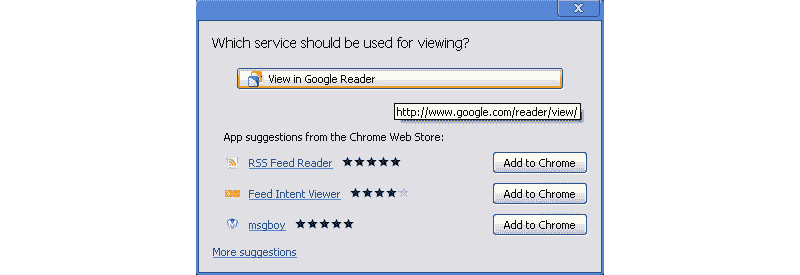 Which service should be used for viewing?
View in Google Reader
http://www.google.com/reader/view/
App suggestions from the Chrome Web Store:
RSS Feed Reader Add to Chrome
Feed Intent Viewer Add to Chrome
msgboy Add to Chrome
More suggestions